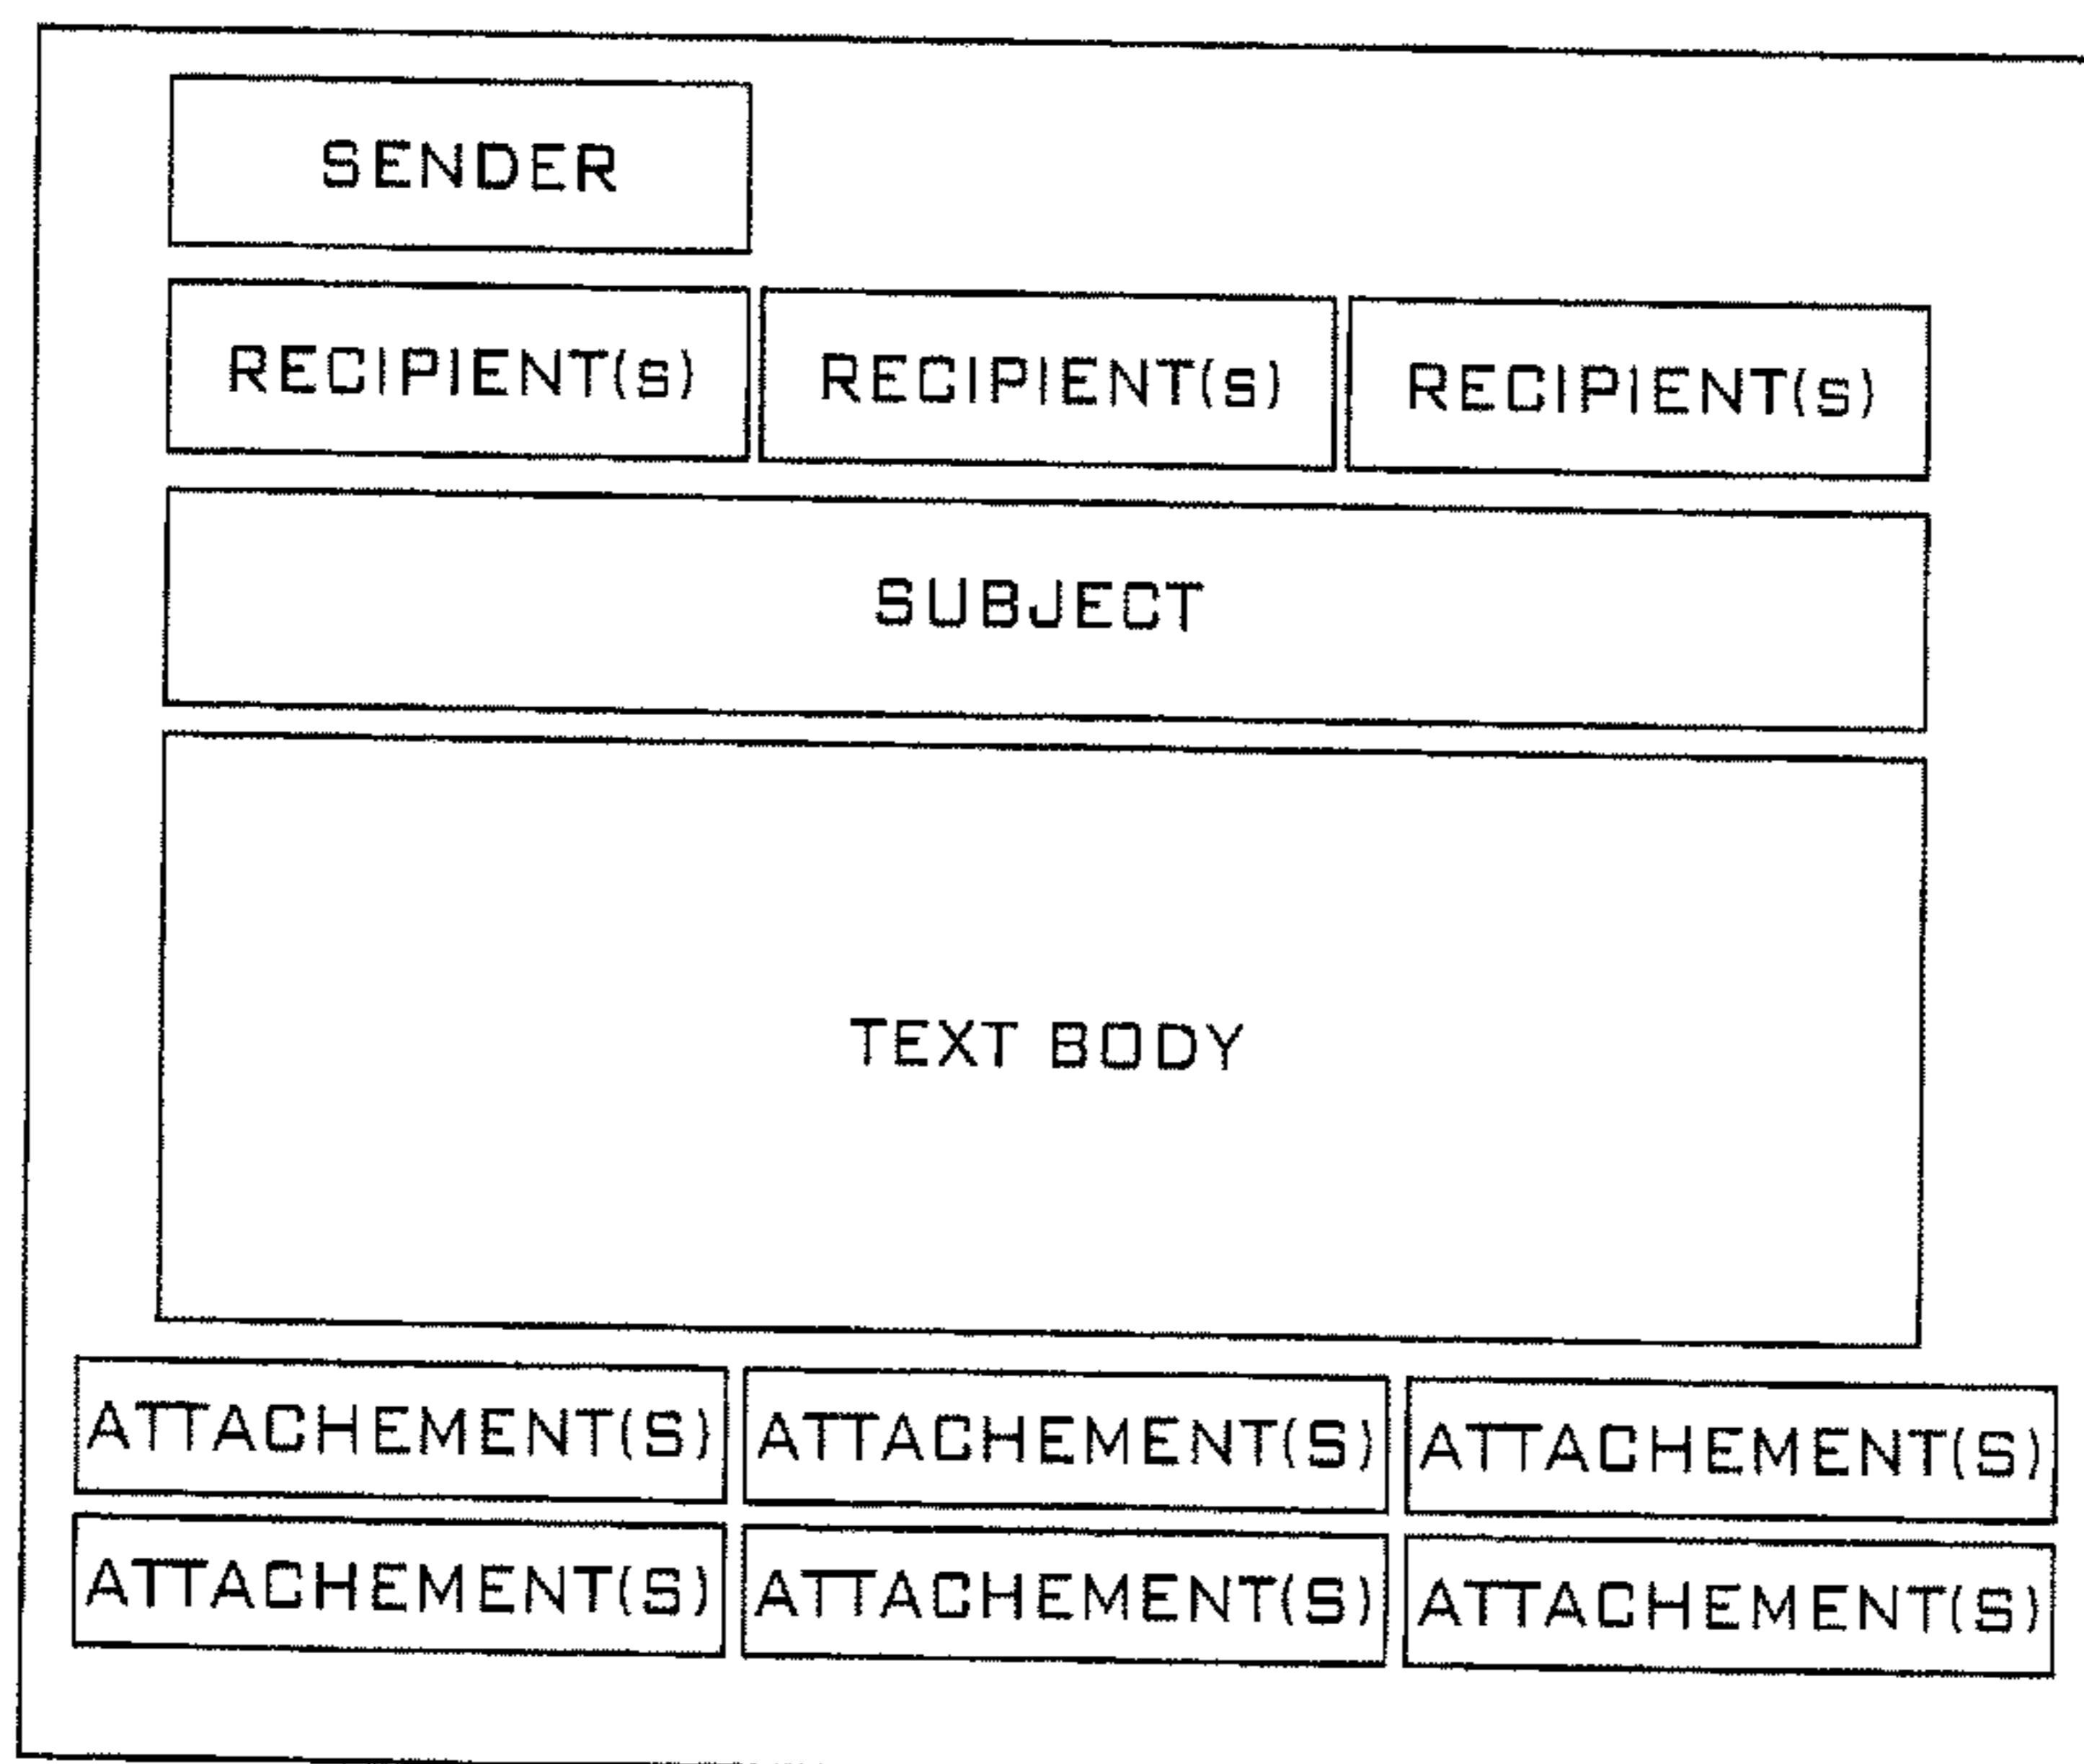 SENDER
RECIPIENT(s) RECIPIENT(s) RECIPIENT(s)
SUBJECT
TEXT BODY
ATTACHEMENT(S) ATTACHEMENT(S) ATTACHEMENT(S)
ATTACHEMENT(S) ATTACHEMENT(S) ATTACHEMENT(S)